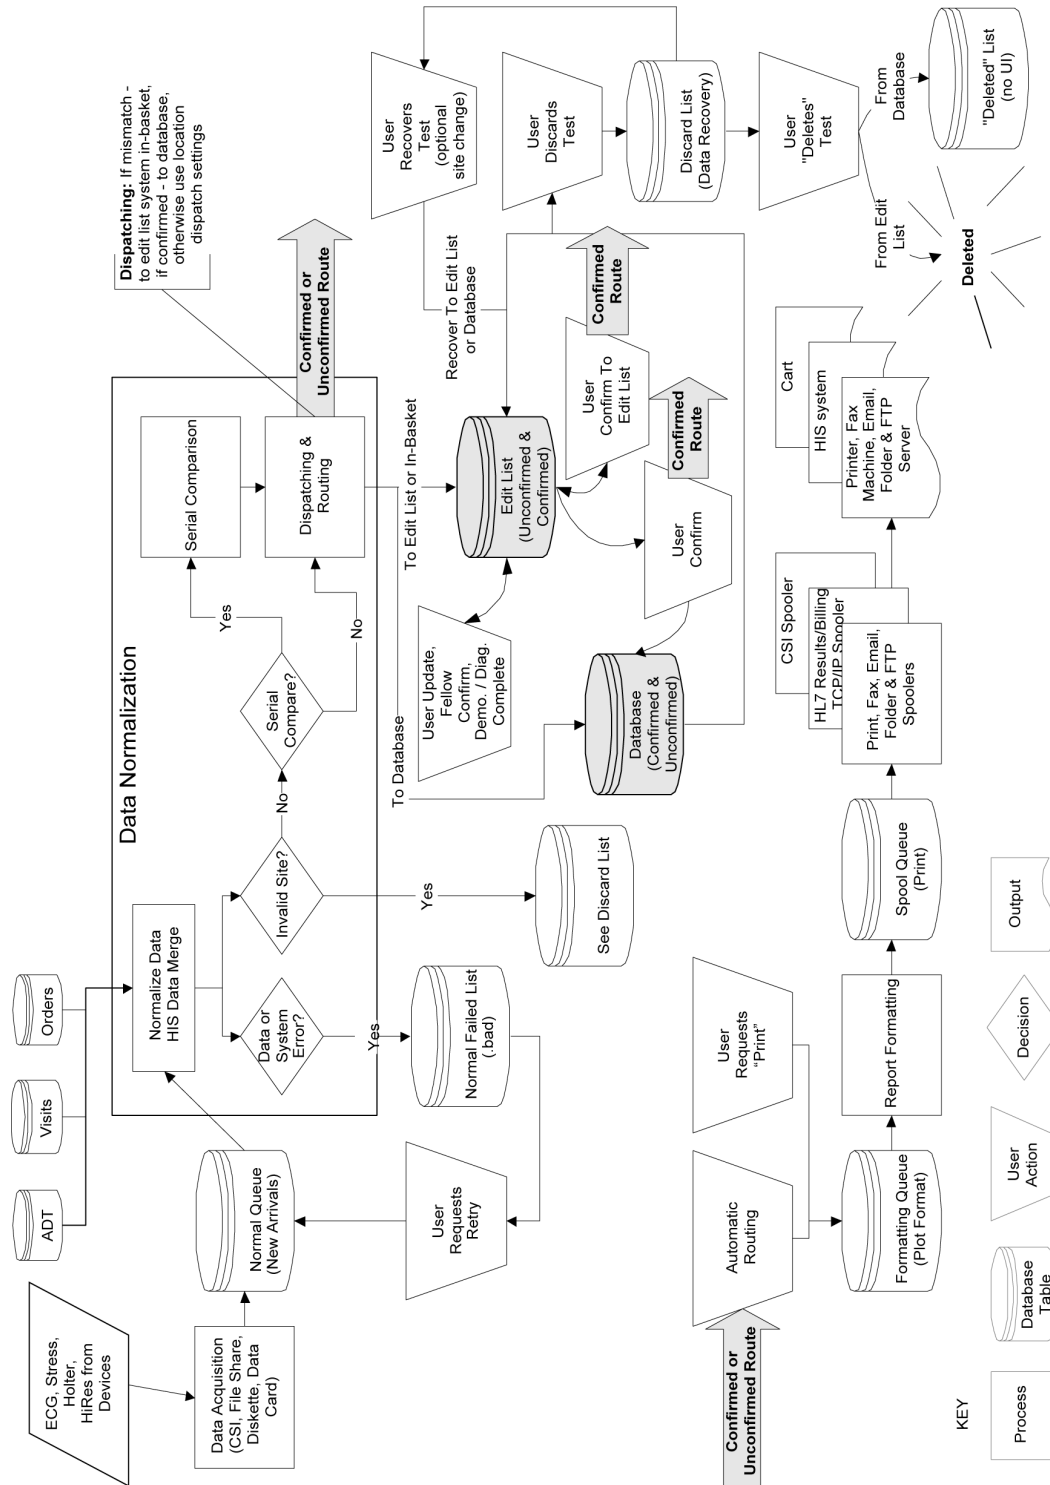 ECG, Stress,
Holter,
HiRes from
Devices
Data Acquisition
(CSI, File Share,
Diskette, Data
Card)
ADT
Visits
Orders
Normal Queue
(New Arrivals)
Data Normalization
Normalize Data
HIS Data Merge
Data or
System
Error?
Invalid Site?
Yes
No
Serial
Compare?
Yes
No
Serial Comparison
Dispatching &
Routing
Dispatching: If mismatch -
to edit list system in-basket,
if confirmed - to database,
otherwise use location
dispatch settings
Confirmed or
Unconfirmed Route
User
Requests
Retry
Normal Failed List
(.bad)
Yes
See Discard List
To Database
To Edit List or In-Basket
User Update,
Fellow
Confirm,
Demo. / Diag.
Complete
Edit List
(Unconfirmed &
Confirmed)
Recover To Edit List
or Database
User
Recovers
Test
(optional
site change)
User
Discards
Test
Database
(Confirmed &
Unconfirmed)
User
Confirm
Confirmed
Route
User
Confirm To
Edit List
Confirmed
Route
Discard List
(Data Recovery)
User
"Deletes"
Test
From Edit
List
From
Database
Deleted
"Deleted" List
(no UI)
Confirmed or
Unconfirmed Route
Automatic
Routing
User
Requests
“Print”
Formatting Queue
(Plot Format)
Report Formatting
Spool Queue
(Print)
CSI Spooler
HL7 Results/Billing
TCP/IP Spooler
Print, Fax, Email,
Folder & FTP
Spoolers
Cart
HIS system
Printer, Fax
Machine, Email,
Folder & FTP
Server
KEY
Process
Database
Table
User
Action
Decision
Output